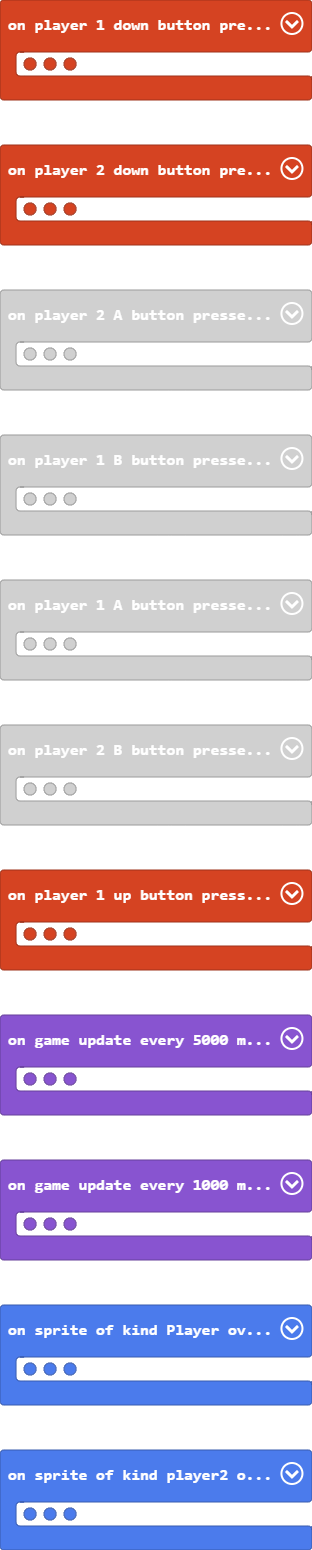 on player 1 down button pre...
on player 2 down button pre...
on player 2 A button presse...
on player 1 B button presse...
on player 1 A button presse...
on player 2 B button presse...
on player 1 up button press...
on game update every 5000 m...
on game update every 1000 m...
on sprite of kind Player ov...
on sprite of kind player2 o...